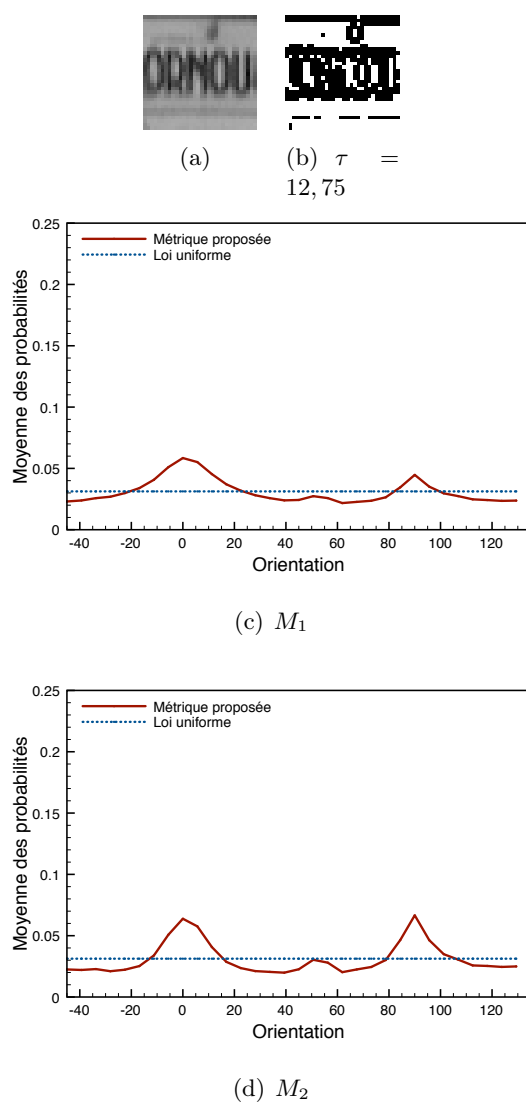 ORNOU
(a)
(b) τ =
12, 75
0.25
Métrique proposée
Loi uniforme
0.2
0.15
0.1
0.05
0
Moyenne des probabilités
-40 -20 0 20 40 60 80 100 120
Orientation
(c) M₁
0.25
Métrique proposée
Loi uniforme
0.2
0.15
0.1
0.05
0
Moyenne des probabilités
-40 -20 0 20 40 60 80 100 120
Orientation
(d) M₂